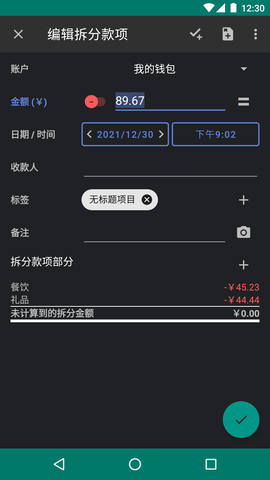 12:30
编辑拆分款项
账户 我的钱包
金额 (￥) 89.67
日期 / 时间 2021/12/30 下午9:02
收款人
标签 无标题项目
备注
拆分款项部分
餐饮 -￥45.23
礼品 -￥44.44
未计算到的拆分金额 ￥0.00